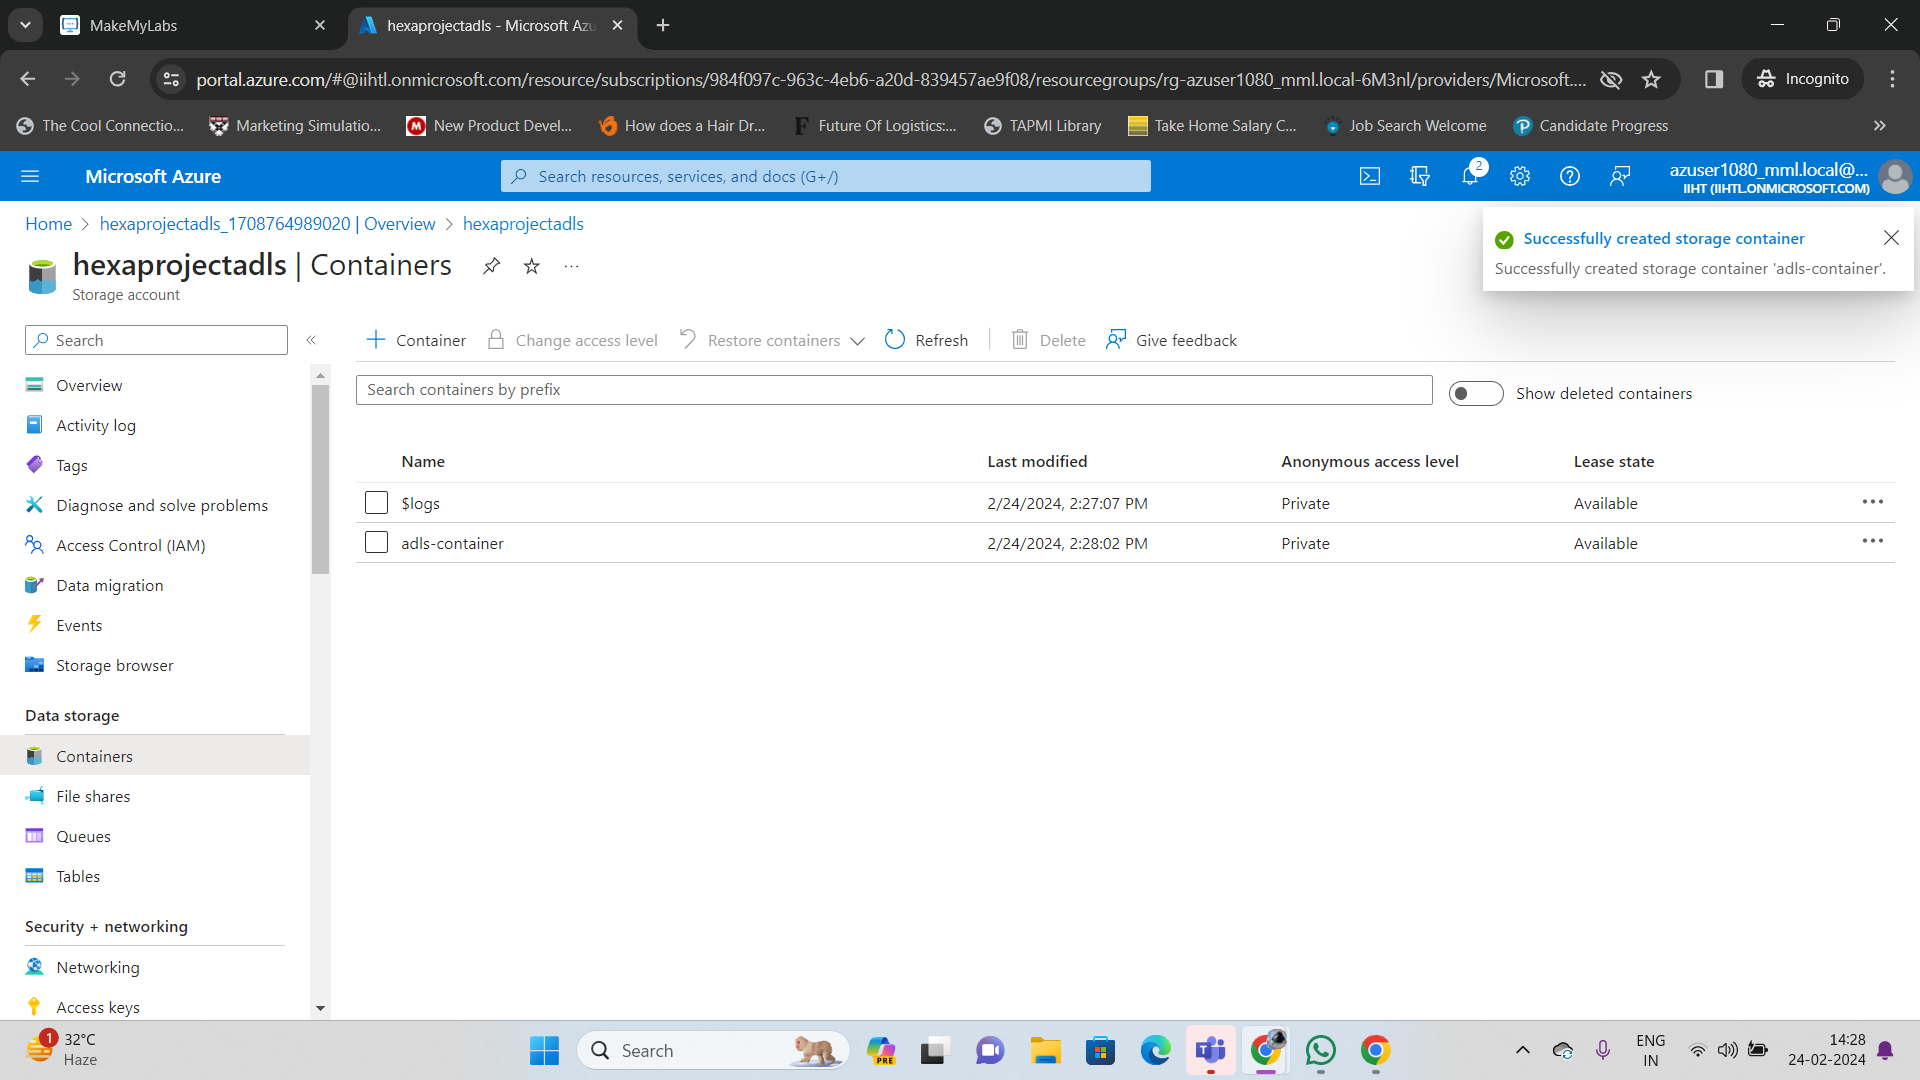 MakeMyLabs
hexaprojectadls - Microsoft Azu
portal.azure.com/#@iihtl.onmicrosoft.com/resource/subscriptions/984f097c-963c-4eb6-a20d-839457ae9f08/resourcegroups/rg-azuser1080_mml.local-6M3nl/providers/Microsoft....
Incognito
The Cool Connectio...
Marketing Simulatio...
New Product Devel...
How does a Hair Dr...
Future Of Logistics:...
TAPMI Library
Take Home Salary C...
Job Search Welcome
Candidate Progress
Microsoft Azure
Search resources, services, and docs (G+/)
2
azuser1080_mml.local@...
IIHT (IIHTL.ONMICROSOFT.COM)
Home > hexaprojectadls_1708764989020 | Overview > hexaprojectadls
hexaprojectadls | Containers
Storage account
Successfully created storage container
Successfully created storage container 'adls-container'.
Search
Container
Change access level
Restore containers
Refresh
Delete
Give feedback
Search containers by prefix
Show deleted containers
Overview
Activity log
Tags
Diagnose and solve problems
Access Control (IAM)
Data migration
Events
Storage browser
Data storage
Containers
File shares
Queues
Tables
Security + networking
Networking
Access keys
Name Last modified Anonymous access level Lease state
$logs 2/24/2024, 2:27:07 PM Private Available
adls-container 2/24/2024, 2:28:02 PM Private Available
1
32°C
Haze
Search
PRE
ENG
IN
14:28
24-02-2024